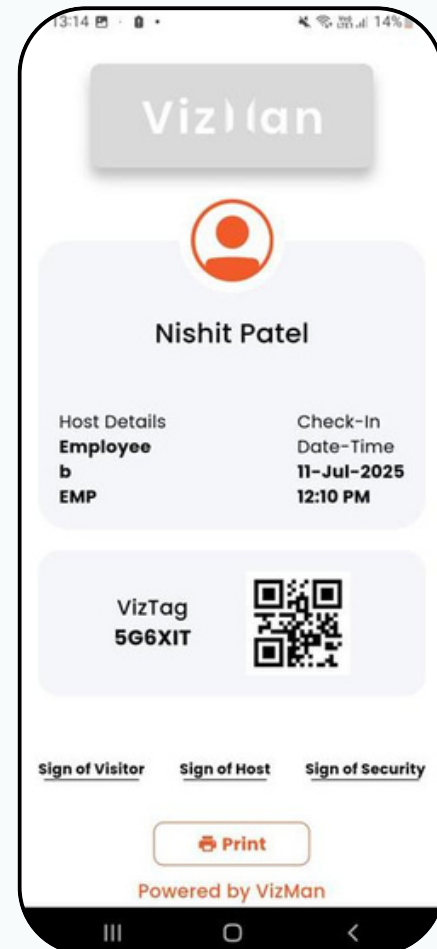 13:14
14%
VizMan
Nishit Patel
Host Details
Employee
b
EMP
Check-In
Date-Time
11-Jul-2025
12:10 PM
VizTag
5G6XIT
Sign of Visitor Sign of Host Sign of Security
Print
Powered by VizMan